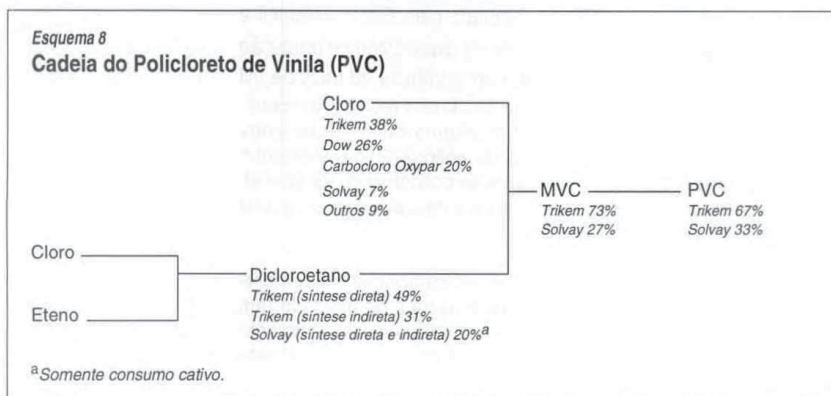 Esquema 8
Cadeia do Policloreto de Vinila (PVC)
Cloro
Trikem 38%
Dow 26%
Carbocloro Oxypar 20%
Solvay 7%
Outros 9%
MVC
Trikem 73%
Solvay 27%
PVC
Trikem 67%
Solvay 33%
Cloro
Eteno
Dicloroetano
Trikem (síntese direta) 49%
Trikem (síntese indireta) 31%
Solvay (síntese direta e indireta) 20%a
aSomente consumo cativo.